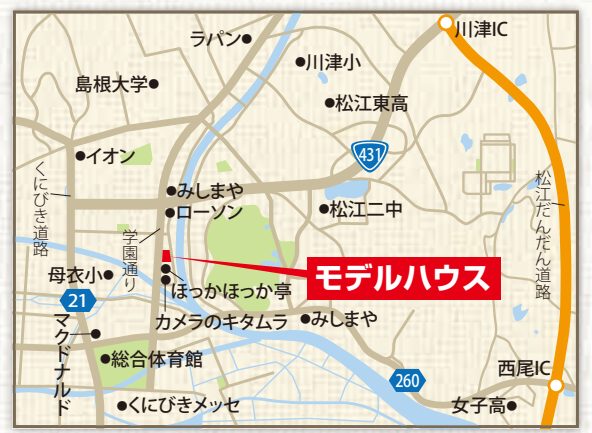 ラパン
川津IC
川津小
島根大学
松江東高
431
イオン
くにびき道路
みしまや
ローソン
松江二中
松江だんだん道路
学園通り
母衣小
モデルハウス
ほっかほっか亭
21
カメラのキタムラ
みしまや
マクドナルド
総合体育館
西尾IC
260
くにびきメッセ
女子高